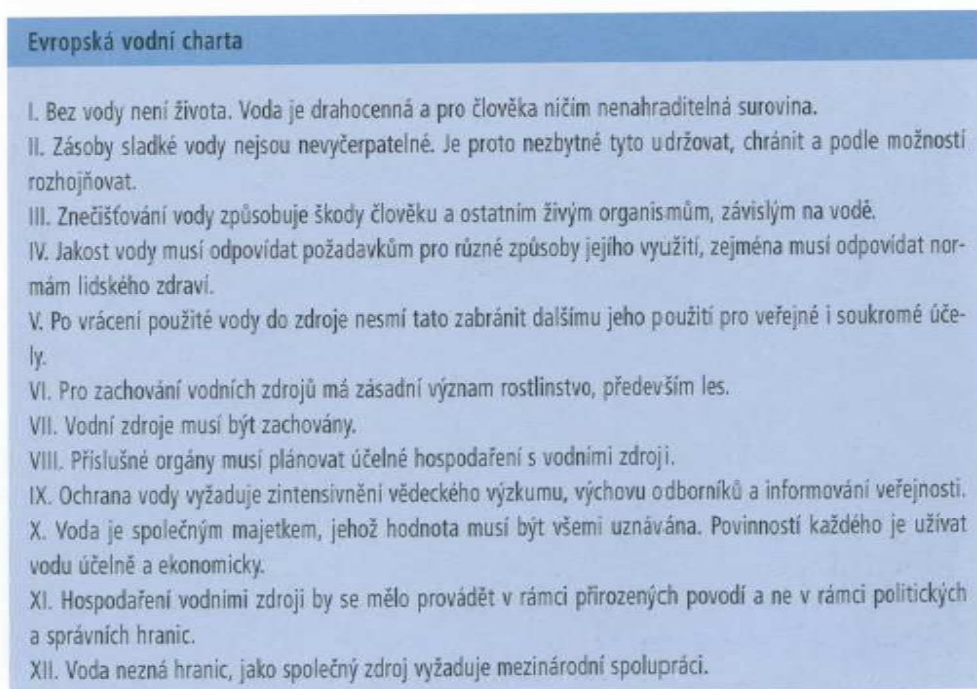 Evropská vodní charta
I. Bez vody není života. Voda je drahocenná a pro člověka ničím nenahraditelná surovina.
II. Zásoby sladké vody nejsou nevyčerpatelné. Je proto nezbytné tyto udržovat, chránit a podle možností
rozhojňovat.
III. Znečišťování vody způsobuje škody člověku a ostatním živým organismům, závislým na vodě.
IV. Jakost vody musí odpovídat požadavkům pro různé způsoby jejího využití, zejména musí odpovídat nor-
mám lidského zdraví.
V. Po vrácení použité vody do zdroje nesmí tato zabránit dalšímu jeho použití pro veřejné i soukromé úče-
ly.
VI. Pro zachování vodních zdrojů má zásadní význam rostlinstvo, především les.
VII. Vodní zdroje musí být zachovány.
VIII. Příslušné orgány musí plánovat účelné hospodaření s vodními zdroji.
IX. Ochrana vody vyžaduje zintensivnění vědeckého výzkumu, výchovu odborníků a informování veřejnosti.
X. Voda je společným majetkem, jehož hodnota musí být všemi uznávána. Povinností každého je užívat
vodu účelně a ekonomicky.
XI. Hospodaření vodními zdroji by se mělo provádět v rámci přirozených povodí a ne v rámci politických
a správních hranic.
XII. Voda nezná hranic, jako společný zdroj vyžaduje mezinárodní spolupráci.